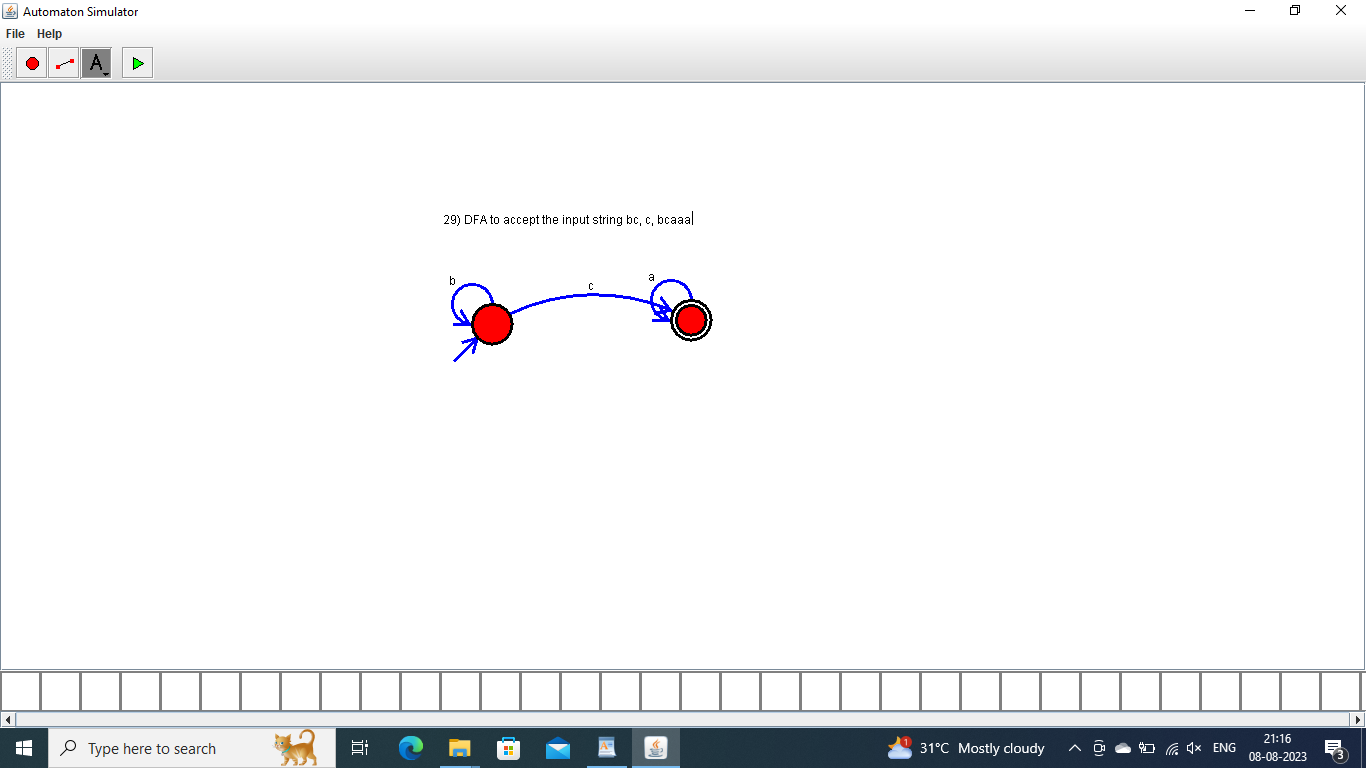 Automaton Simulator
File Help
A
29) DFA to accept the input string bc, c, bcaaa
b
c
a
Type here to search
1
31°C Mostly cloudy
ENG
21:16
08-08-2023
3